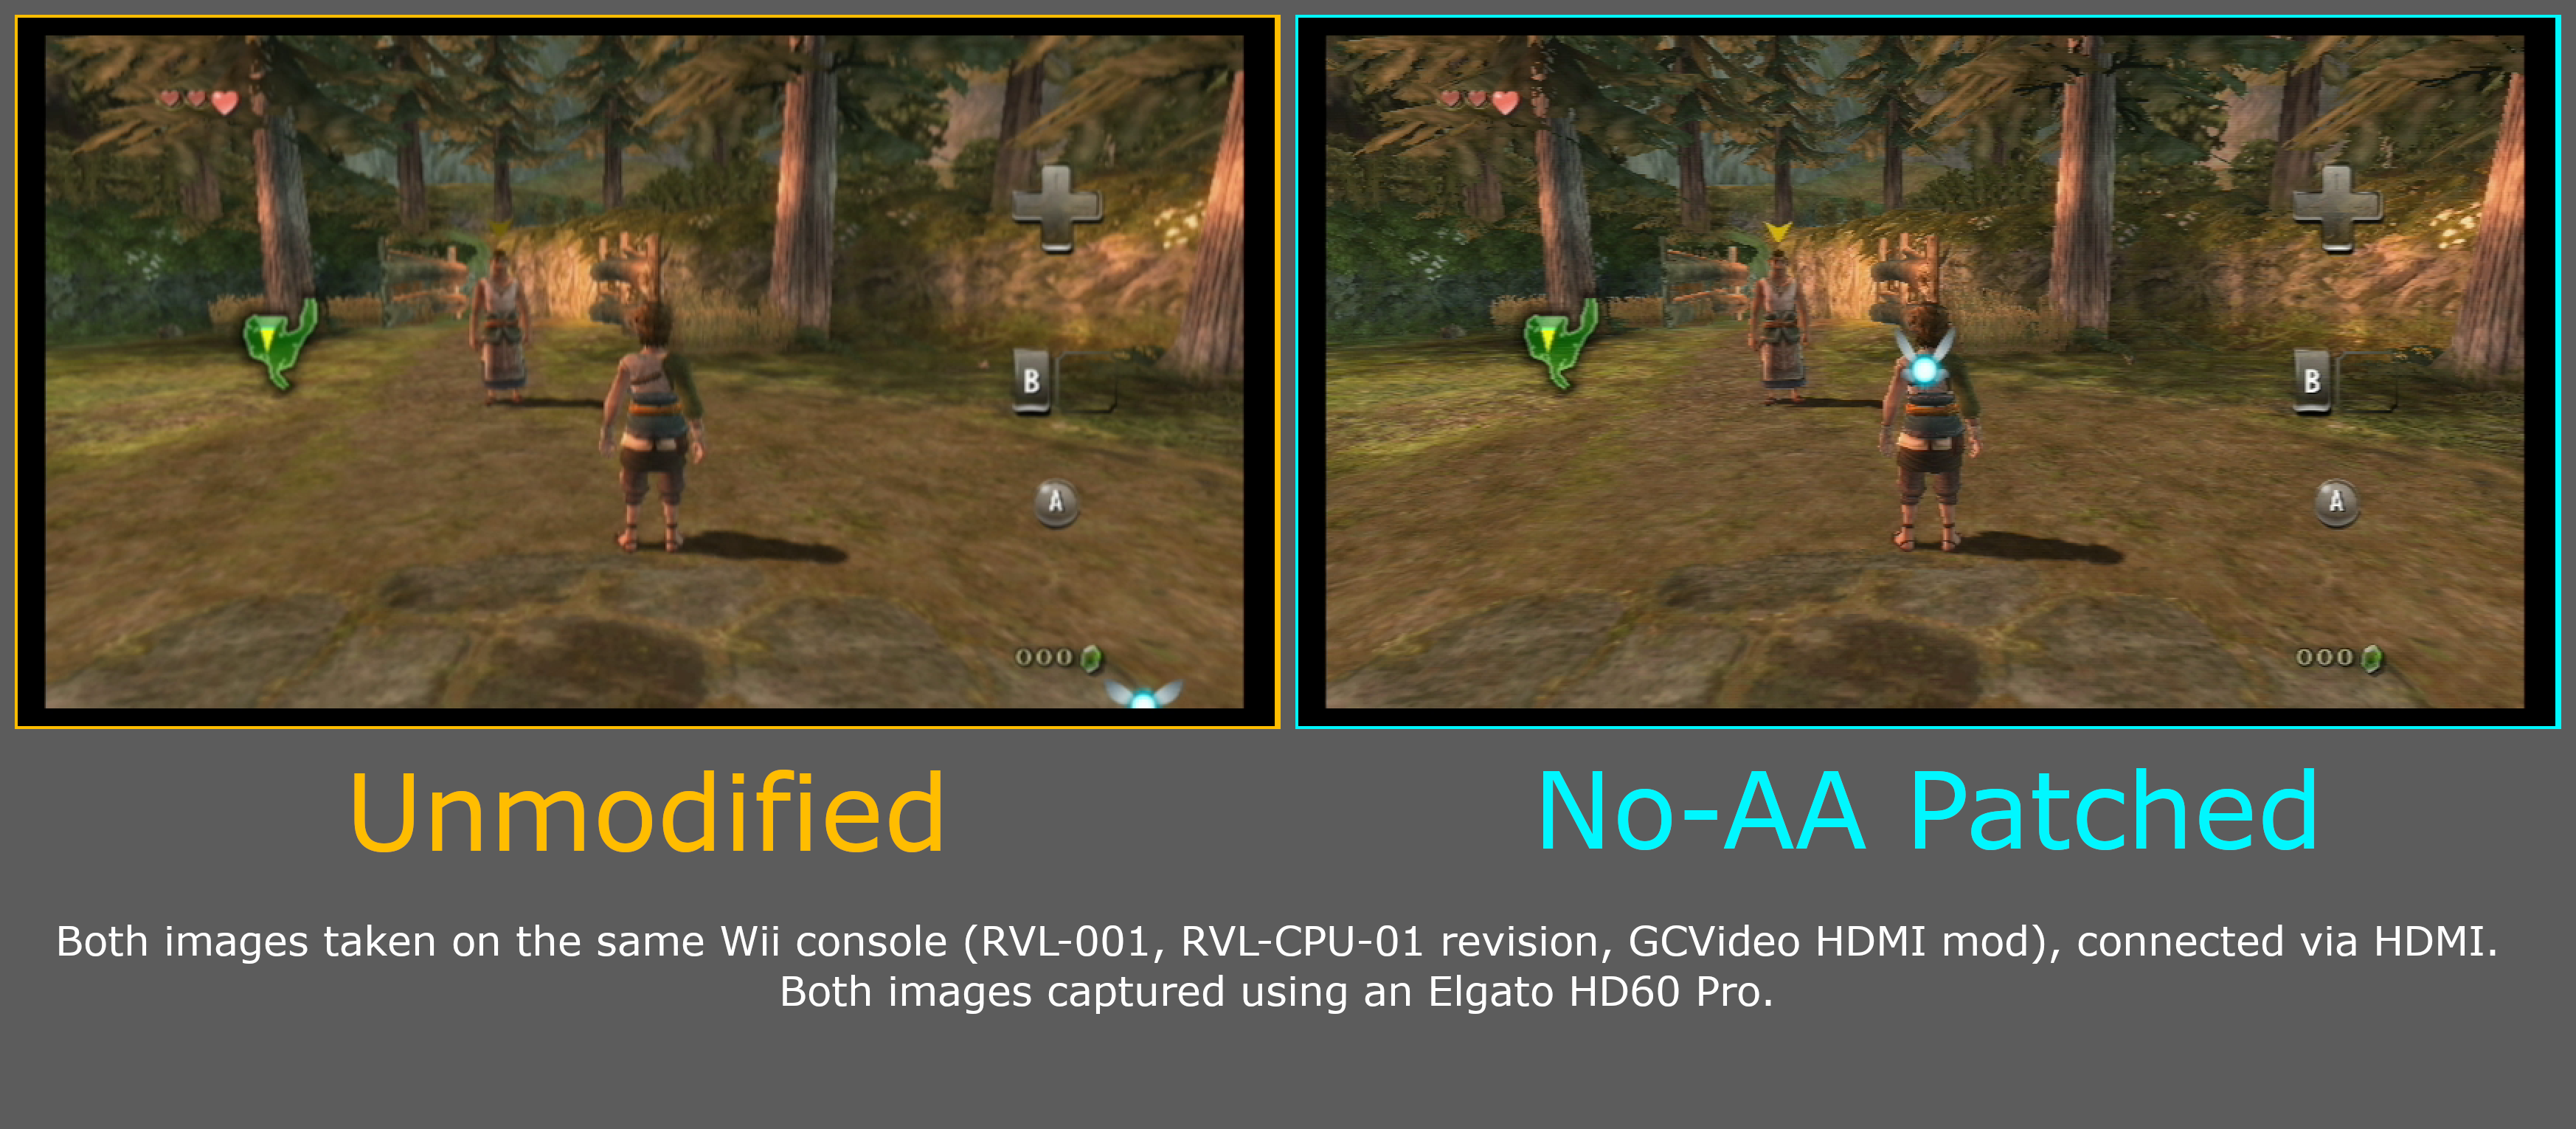 B
A
000
B
A
000
Unmodified
No-AA Patched
Both images taken on the same Wii console (RVL-001, RVL-CPU-01 revision, GCVideo HDMI mod), connected via HDMI.
Both images captured using an Elgato HD60 Pro.